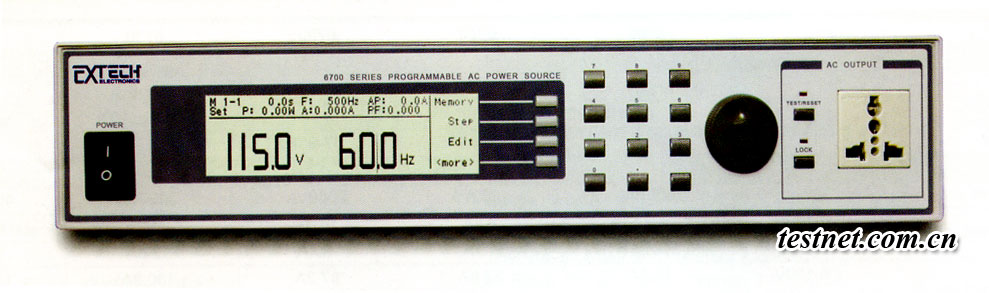 EXTECH
ELECTRONICS
6700 SERIES PROGRAMMABLE AC POWER SOURCE
POWER
I
O
M 1-1 0.0s F: 500Hz AP: 0.0A
Set P: 0.00W A:0.000A PF:0.000
115.0 V 60.0 Hz
Memory
Step
Edit
<more>
7 8 9
4 5 6
1 2 3
0 .
AC OUTPUT
TEST/RESET
LOCK
testnet.com.cn